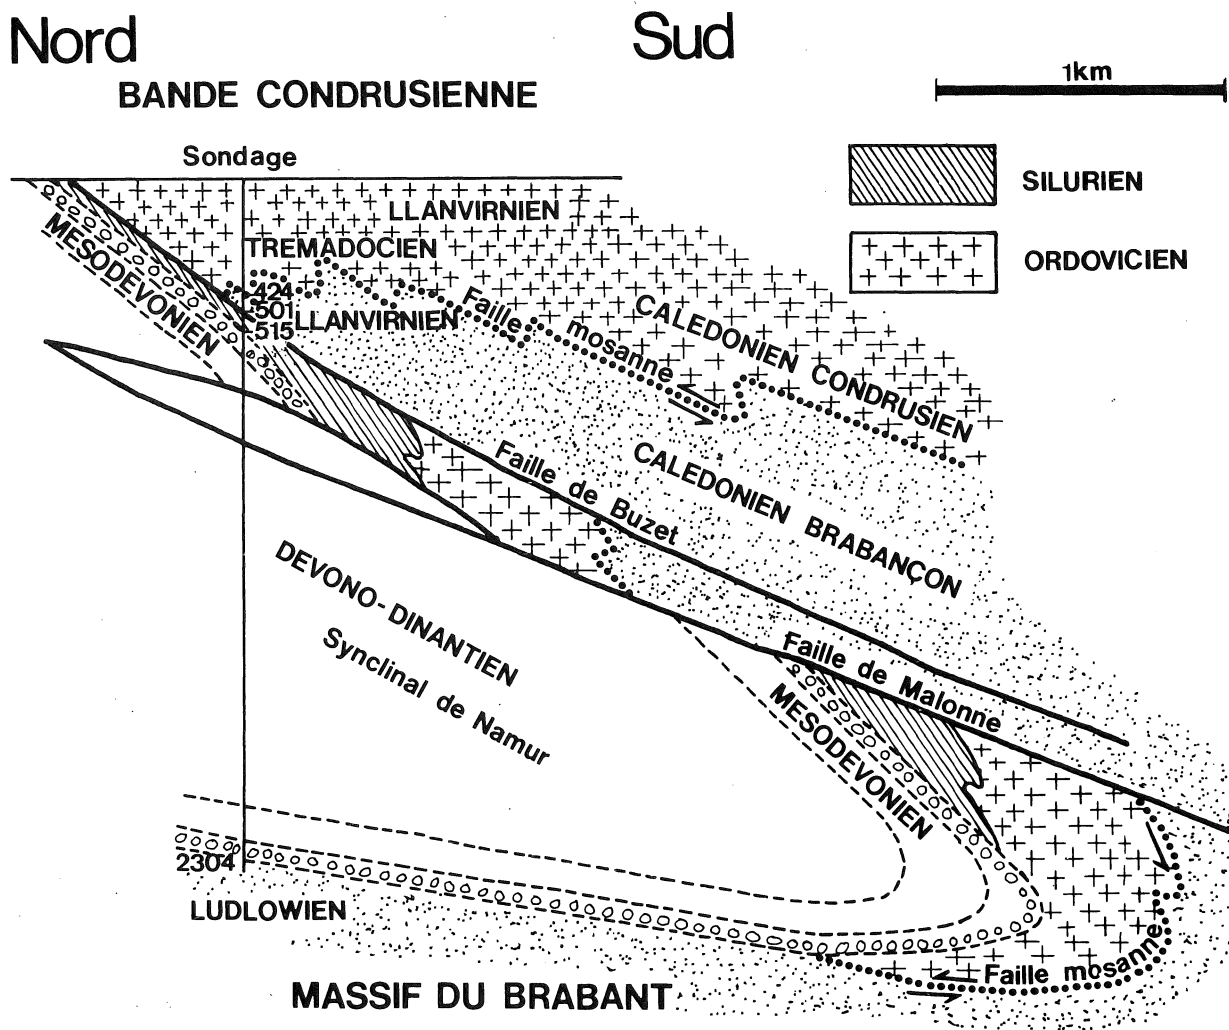 Nord
Sud
BANDE CONDRUSIENNE
1km
Sondage
SILURIEN
ORDOVICIEN
LLANVIRNIEN
TREMADOCIEN
MESODEVONIEN
424
501
515
LLANVIRNIEN
Faille mosanne
CALEDONIEN CONDRUSIEN
CALEDONIEN BRABANÇON
Faille de Buzet
DEVONO-DINANTIEN
Synclinal de Namur
Faille de Malonne
MESODEVONIEN
2304
LUDLOWIEN
Faille mosanne
MASSIF DU BRABANT